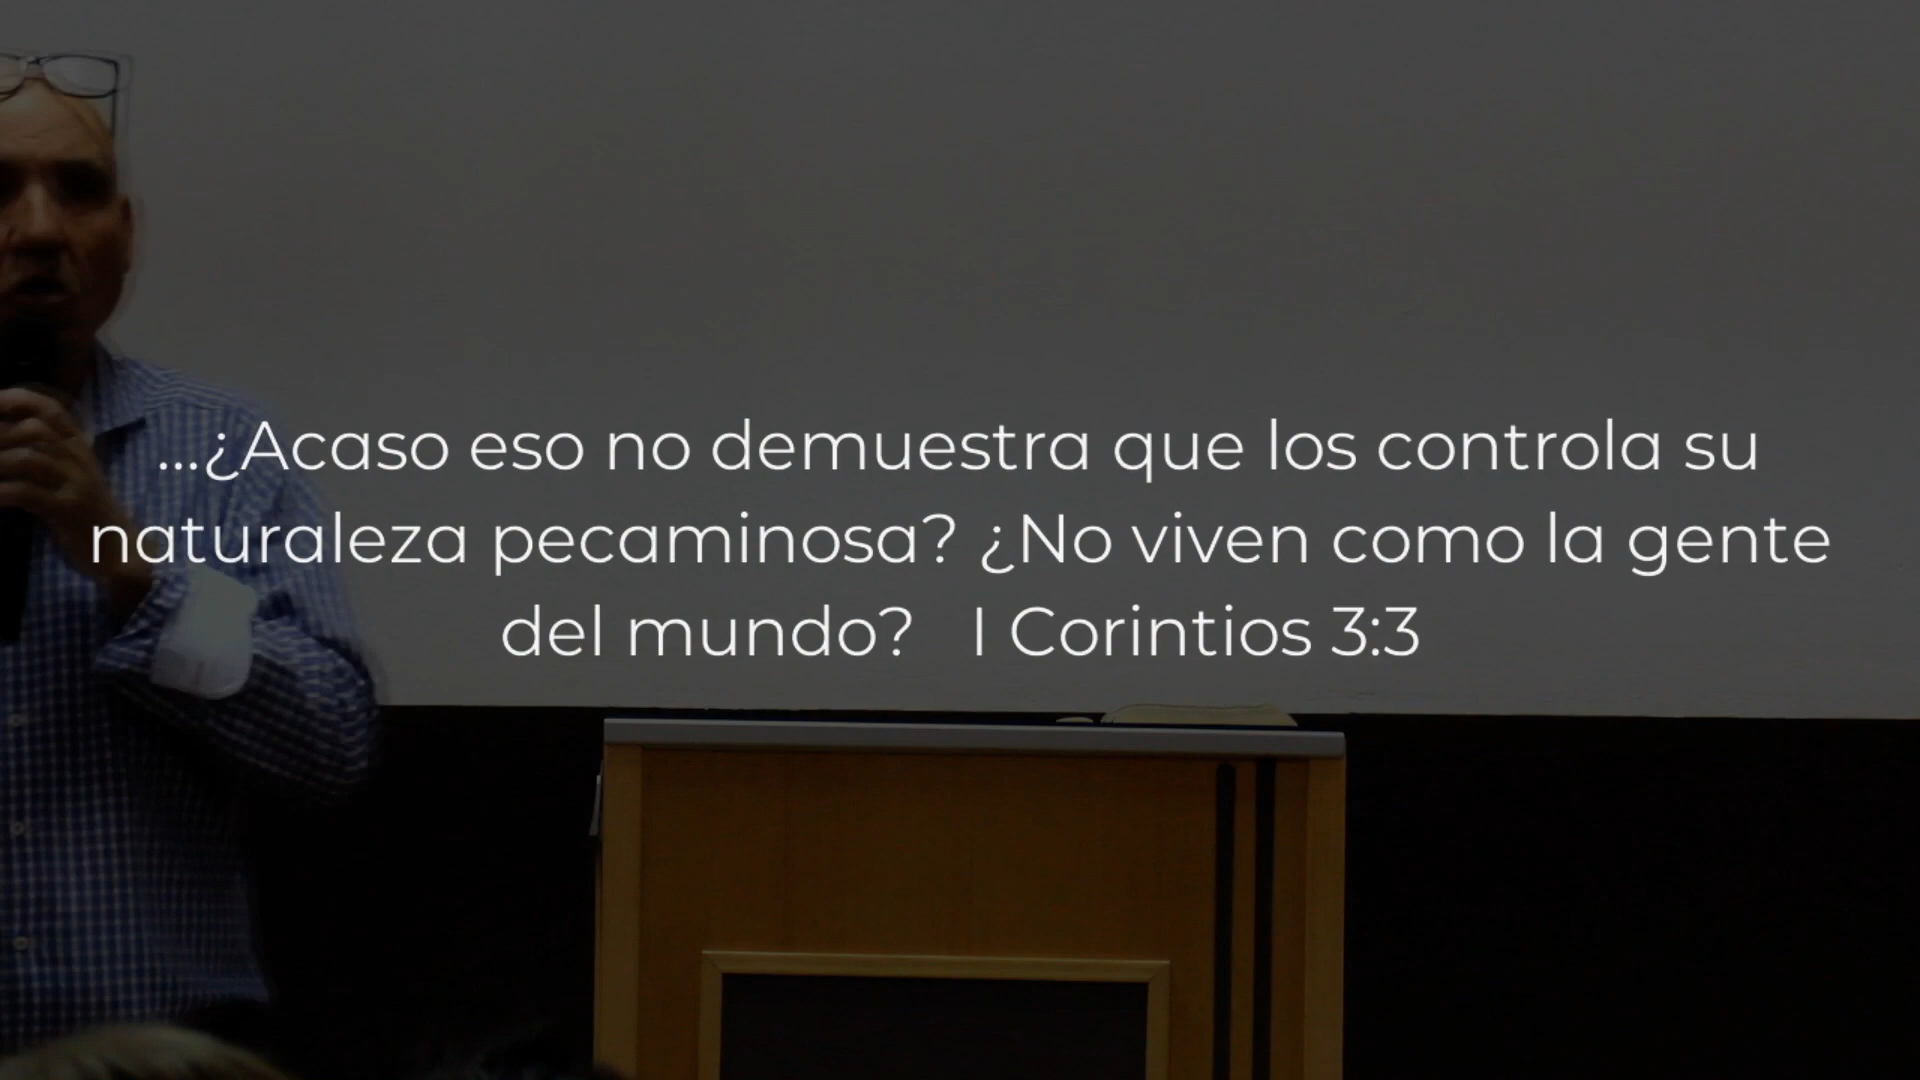 ...¿Acaso eso no demuestra que los controla su
naturaleza pecaminosa? ¿No viven como la gente
del mundo?   I Corintios 3:3